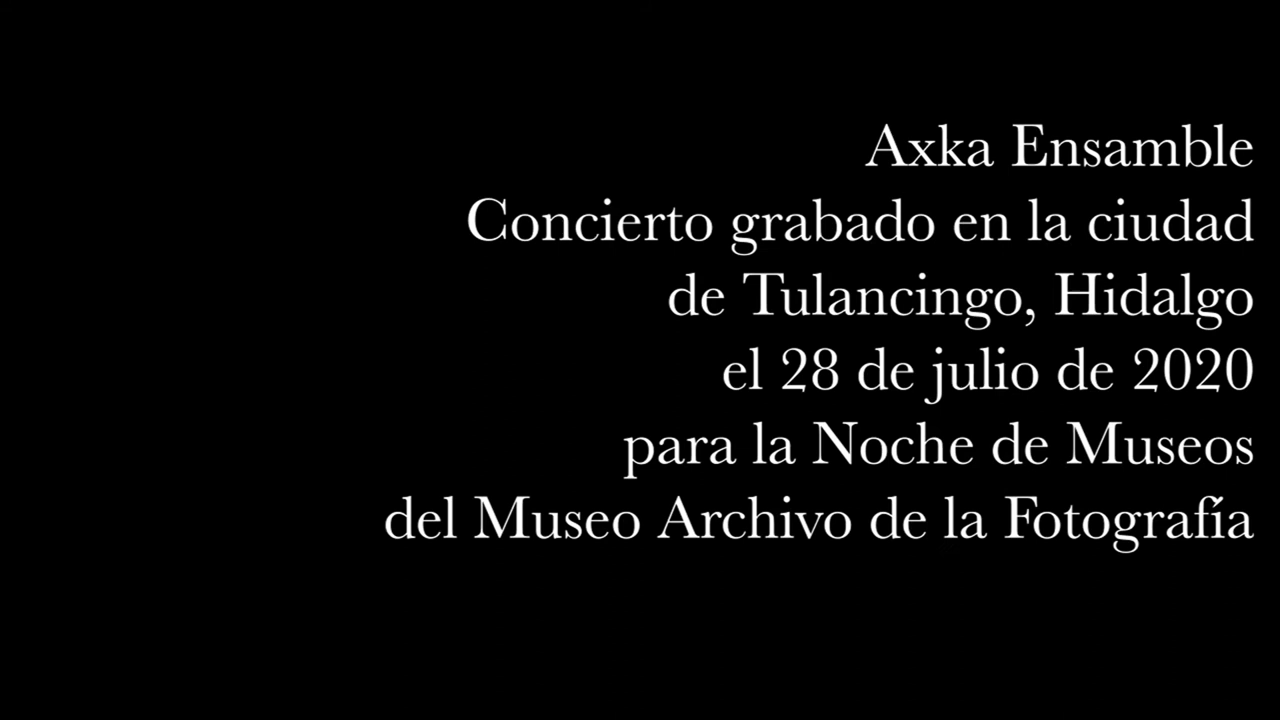 Axka Ensamble
Concierto grabado en la ciudad
de Tulancingo, Hidalgo
el 28 de julio de 2020
para la Noche de Museos
del Museo Archivo de la Fotografía